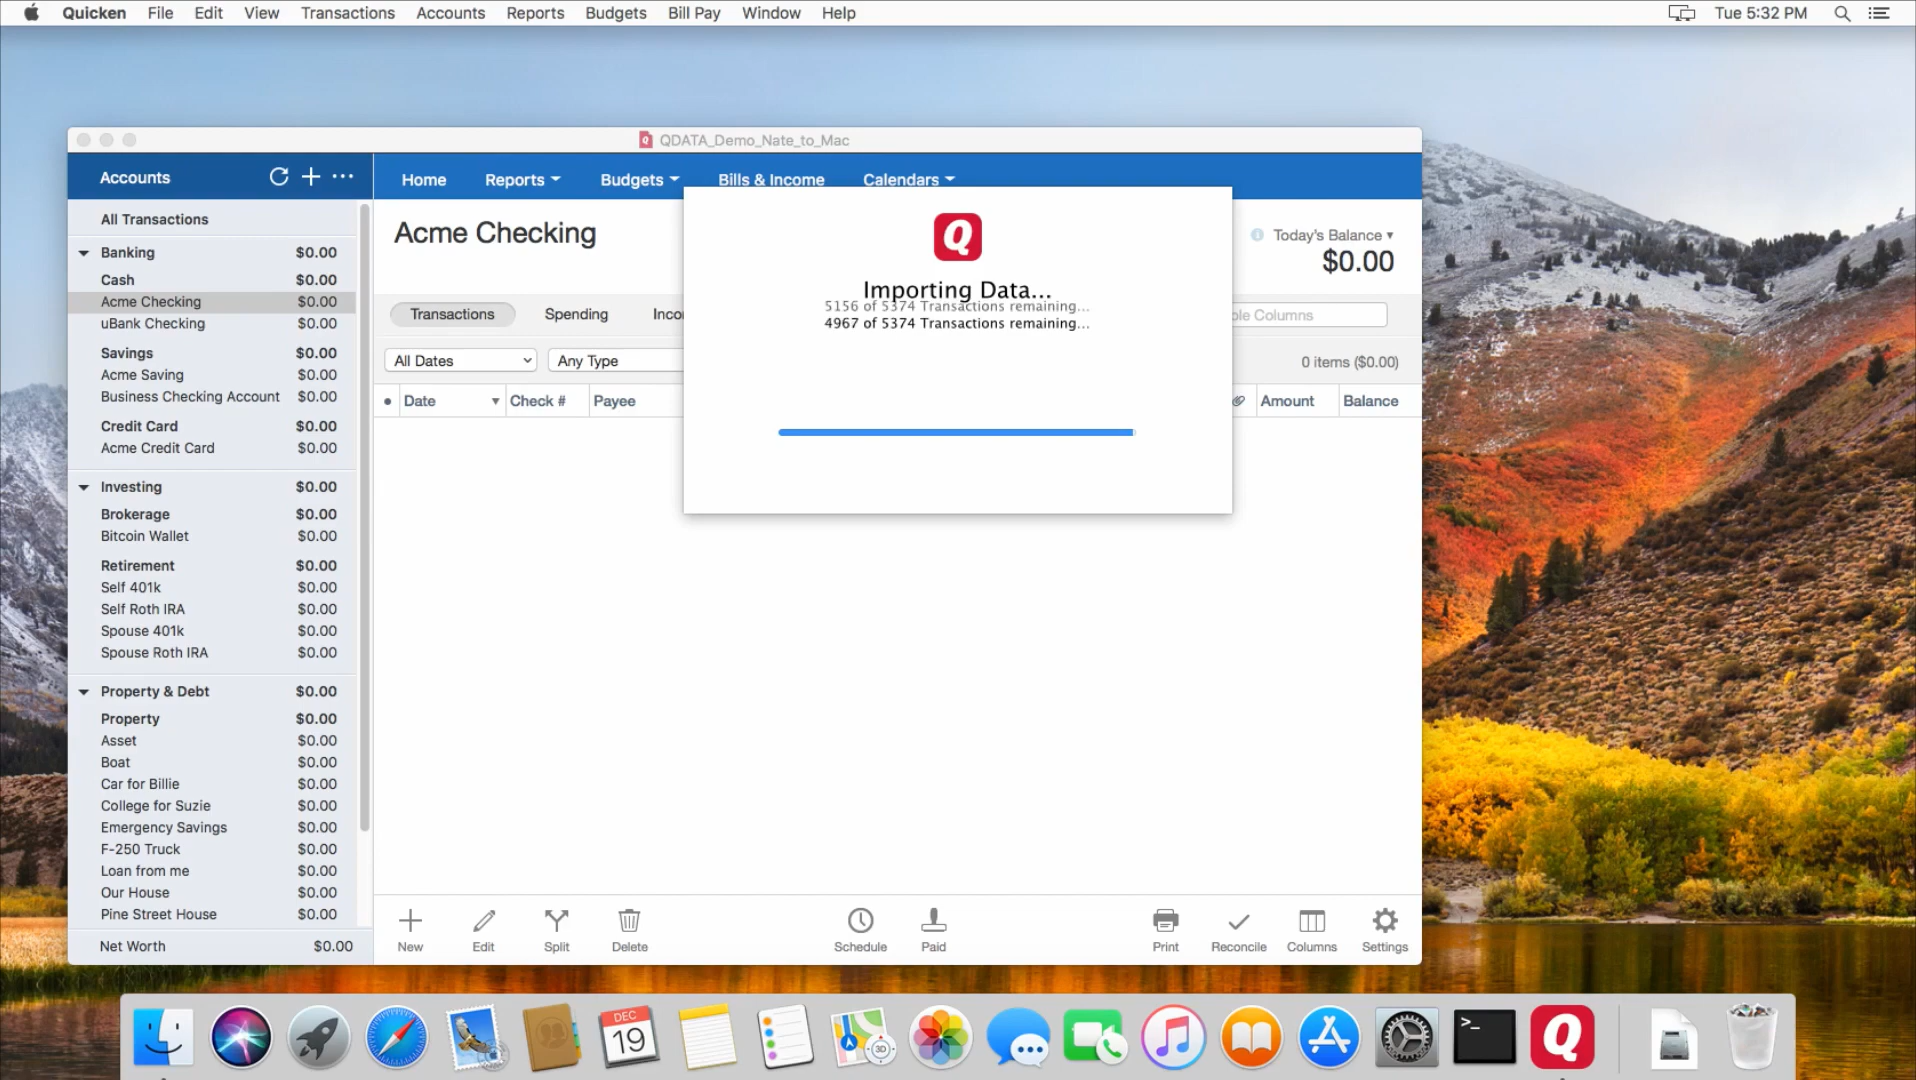 Quicken File Edit View Transactions Accounts Reports Budgets Bill Pay Window Help
Tue 5:32 PM
QDATA_Demo_Nate_to_Mac
Accounts
Home Reports Budgets Bills & Income Calendars
All Transactions
Banking $0.00
Cash $0.00
Acme Checking $0.00
uBank Checking $0.00
Savings $0.00
Acme Saving $0.00
Business Checking Account $0.00
Credit Card $0.00
Acme Credit Card $0.00
Investing $0.00
Brokerage $0.00
Bitcoin Wallet $0.00
Retirement $0.00
Self 401k $0.00
Self Roth IRA $0.00
Spouse 401k $0.00
Spouse Roth IRA $0.00
Property & Debt $0.00
Property $0.00
Asset $0.00
Boat $0.00
Car for Billie $0.00
College for Suzie $0.00
Emergency Savings $0.00
F-250 Truck $0.00
Loan from me $0.00
Our House $0.00
Pine Street House $0.00
Net Worth $0.00
Acme Checking
Today's Balance
$0.00
Transactions Spending
Columns
All Dates Any Type
0 items ($0.00)
Date Check # Payee Amount Balance
Q
Importing Data...
5156 of 5374 Transactions remaining...
4967 of 5374 Transactions remaining...
New Edit Split Delete Schedule Paid Print Reconcile Columns Settings
DEC
19
3D
>_
Q